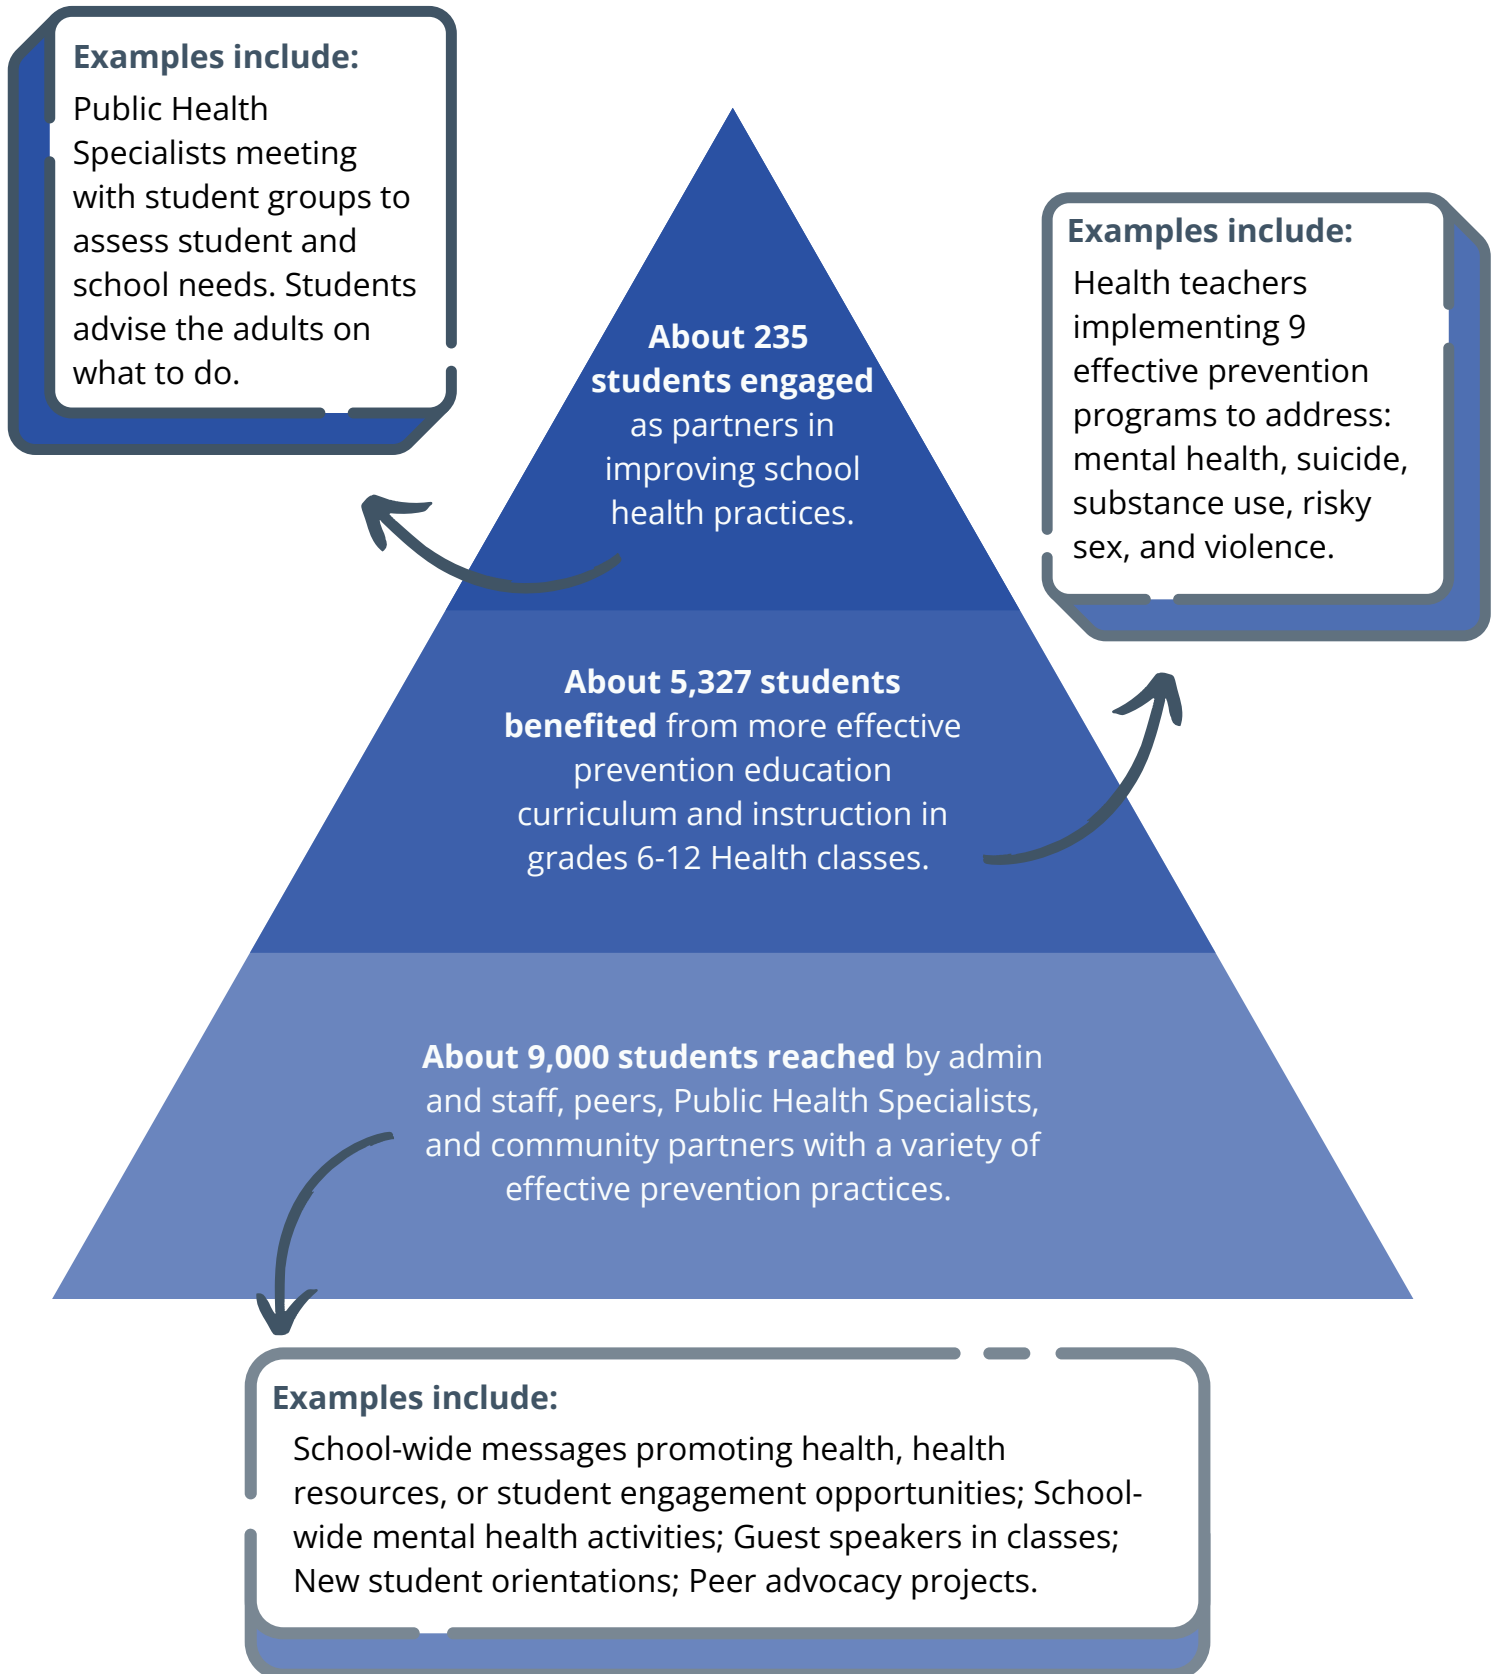 Examples include:
Public Health
Specialists meeting
with student groups to
assess student and
school needs. Students
advise the adults on
what to do.
Examples include:
Health teachers
implementing 9
effective prevention
programs to address:
mental health, suicide,
substance use, risky
sex, and violence.
About 235
students engaged
as partners in
improving school
health practices.
About 5,327 students
benefited from more effective
prevention education
curriculum and instruction in
grades 6-12 Health classes.
About 9,000 students reached by admin
and staff, peers, Public Health Specialists,
and community partners with a variety of
effective prevention practices.
Examples include:
School-wide messages promoting health, health
resources, or student engagement opportunities; School-
wide mental health activities; Guest speakers in classes;
New student orientations; Peer advocacy projects.